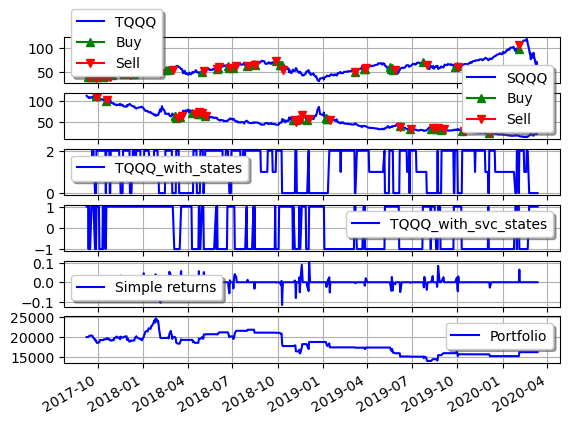 TQQQ
Buy
Sell
100
50
SQQQ
Buy
Sell
100
50
2
0
TQQQ_with_states
1
0
−1
TQQQ_with_svc_states
0.1
0.0
−0.1
Simple returns
25000
20000
15000
Portfolio
2017-10
2018-01
2018-04
2018-07
2018-10
2019-01
2019-04
2019-07
2019-10
2020-01
2020-04